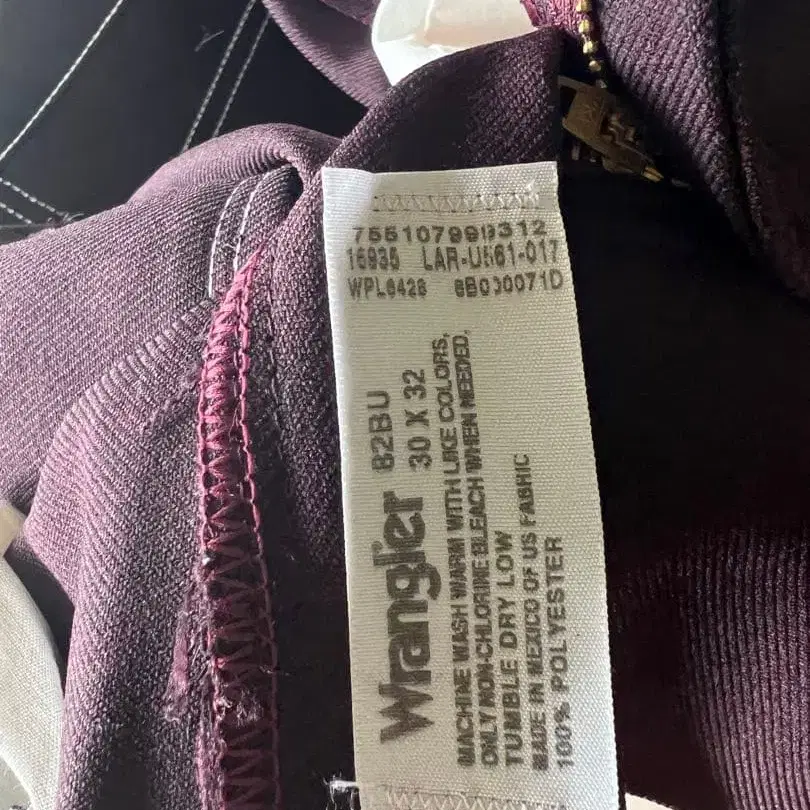 755107999312
16935 LAR-U561-017
WPL6428 8B030071D
Wrangler 82BU
30 X 32
MACHINE WASH WARM WITH LIKE COLORS,
ONLY NON-CHLORINE BLEACH WHEN NEEDED,
TUMBLE DRY LOW
MADE IN MEXICO OF US FABRIC
100% POLYESTER